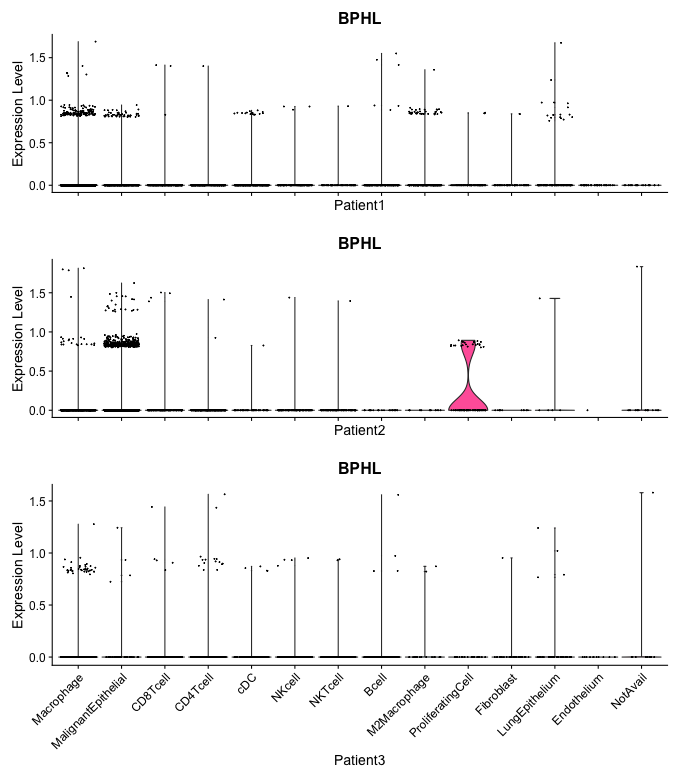 BPHL
Expression Level
1.5
1.0
0.5
0.0
Patient1
BPHL
Expression Level
1.5
1.0
0.5
0.0
Patient2
BPHL
Expression Level
1.5
1.0
0.5
0.0
Macrophage
MalignantEpithelial
CD8Tcell
CD4Tcell
cDC
NKcell
NKTcell
Bcell
M2Macrophage
ProliferatingCell
Fibroblast
LungEpithelium
Endothelium
NotAvail
Patient3